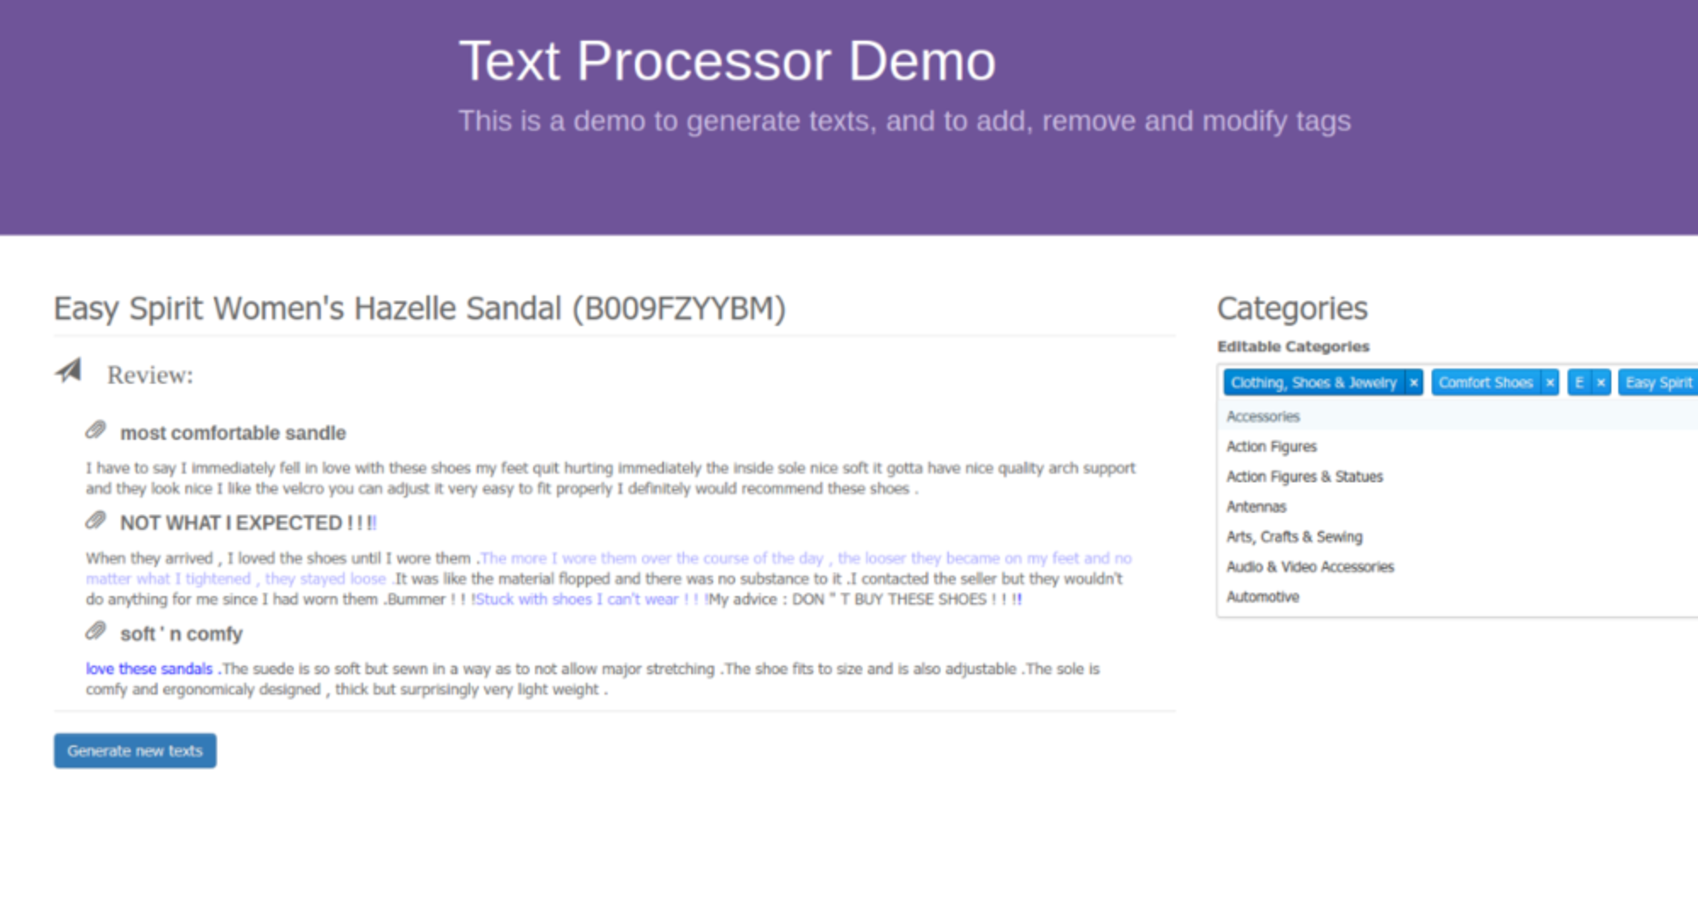 Text Processor Demo
This is a demo to generate texts, and to add, remove and modify tags
Easy Spirit Women's Hazelle Sandal (B009FZYYBM)
Review:
most comfortable sandle
I have to say I immediately fell in love with these shoes my feet quit hurting immediately the inside sole nice soft it gotta have nice quality arch support
and they look nice I like the velcro you can adjust it very easy to fit properly I definitely would recommend these shoes .
NOT WHAT I EXPECTED ! ! !!
When they arrived , I loved the shoes until I wore them .The more I wore them over the course of the day , the looser they became on my feet and no
matter what I tightened , they stayed loose .It was like the material flopped and there was no substance to it .I contacted the seller but they wouldn't
do anything for me since I had worn them .Bummer ! ! !Stuck with shoes I can't wear ! ! !My advice : DON " T BUY THESE SHOES ! ! !!
soft ' n comfy
love these sandals .The suede is so soft but sewn in a way as to not allow major stretching .The shoe fits to size and is also adjustable .The sole is
comfy and ergonomicaly designed , thick but surprisingly very light weight .
Generate new texts
Categories
Editable Categories
Clothing, Shoes & Jewelry × Comfort Shoes × E × Easy Spirit
Accessories
Action Figures
Action Figures & Statues
Antennas
Arts, Crafts & Sewing
Audio & Video Accessories
Automotive